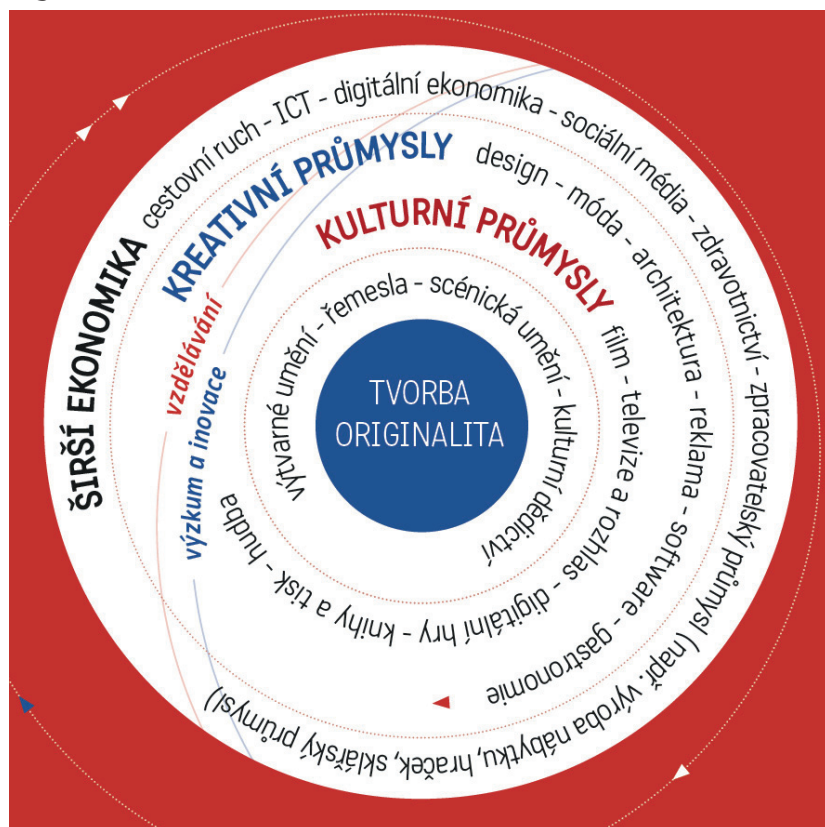 ŠIRŠÍ EKONOMIKA
cestovní ruch - ICT - digitální ekonomika - sociální média - zdravotnictví - zpracovatelský průmysl (např. výroba nábytku, hraček, sklářský průmysl)
KREATIVNÍ PRŮMYSLY
design - móda - architektura - reklama - software - gastronomie
KULTURNÍ PRŮMYSLY
film - televize a rozhlas - digitální hry - knihy a tisk - hudba
výtvarné umění - řemesla - scénická umění - kulturní dědictví
vzdělávání
výzkum a inovace
TVORBA
ORIGINALITA